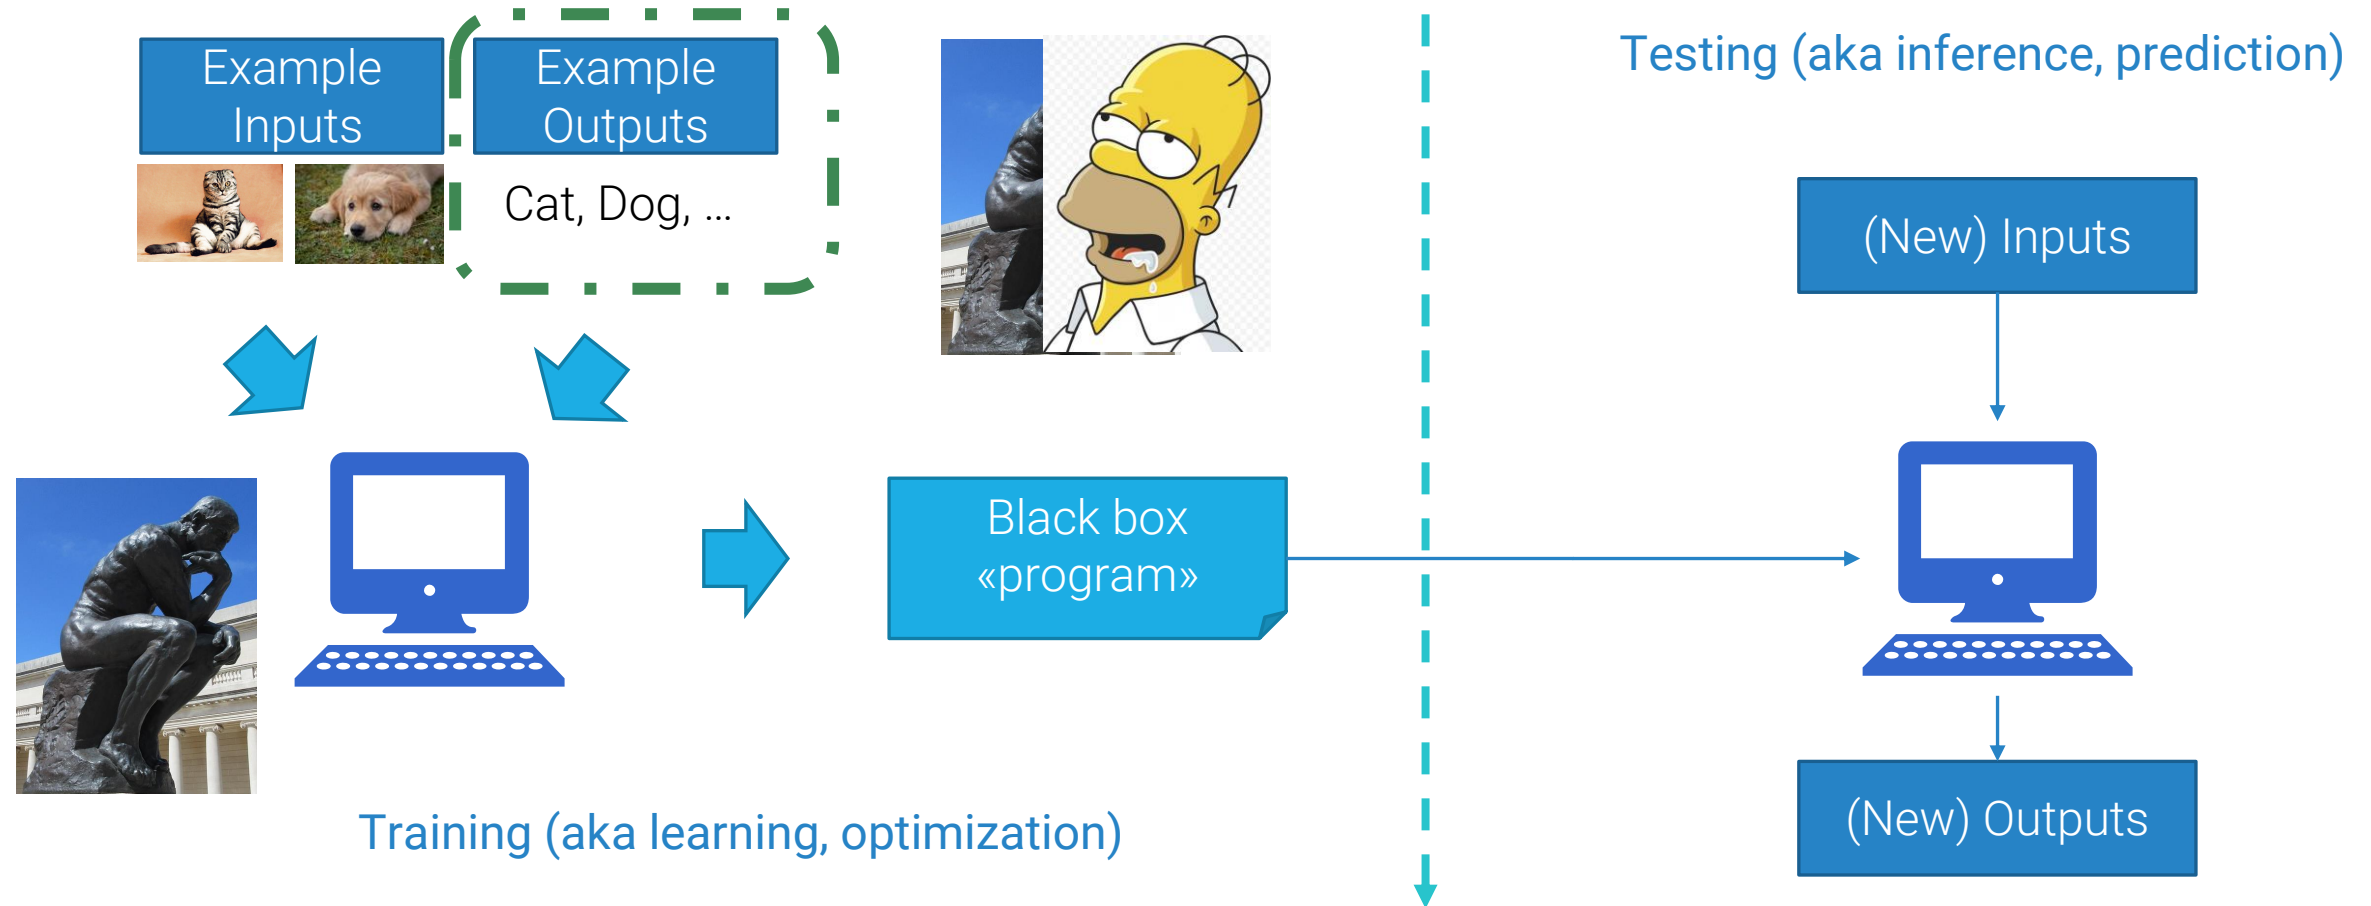 Example
Inputs
Example
Outputs
Cat, Dog, ...
Testing (aka inference, prediction)
(New) Inputs
Black box
«program»
Training (aka learning, optimization)
(New) Outputs